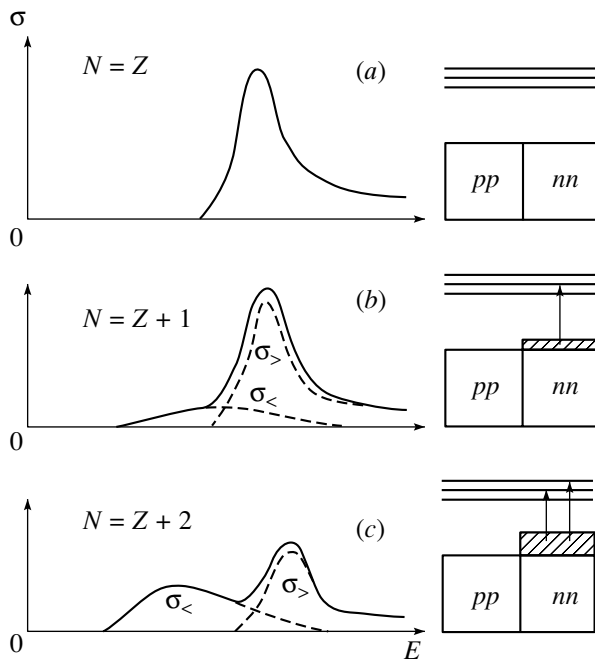 σ
N = Z
(a)
pp
nn
0
N = Z + 1
(b)
σ>
σ<
pp
nn
0
N = Z + 2
(c)
σ<
σ>
pp
nn
0
E